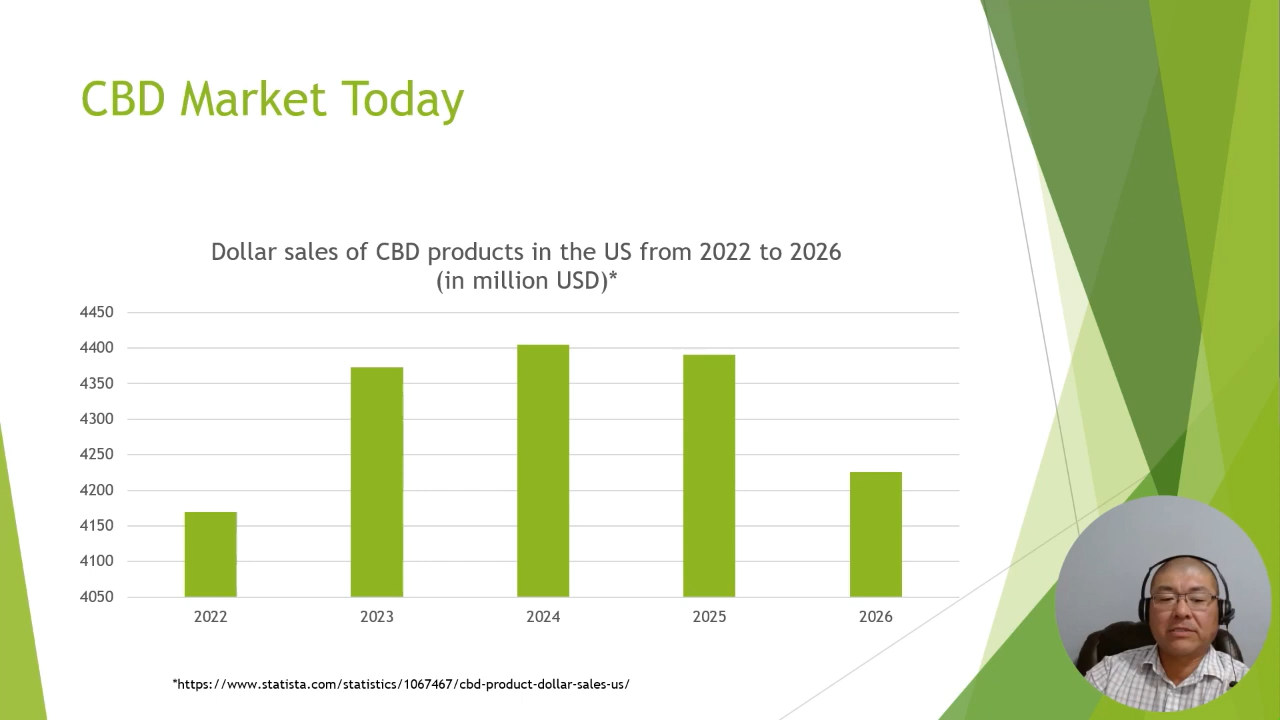 CBD Market Today
Dollar sales of CBD products in the US from 2022 to 2026
(in million USD)*
4450
4400
4350
4300
4250
4200
4150
4100
4050
2022 2023 2024 2025 2026
*https://www.statista.com/statistics/1067467/cbd-product-dollar-sales-us/